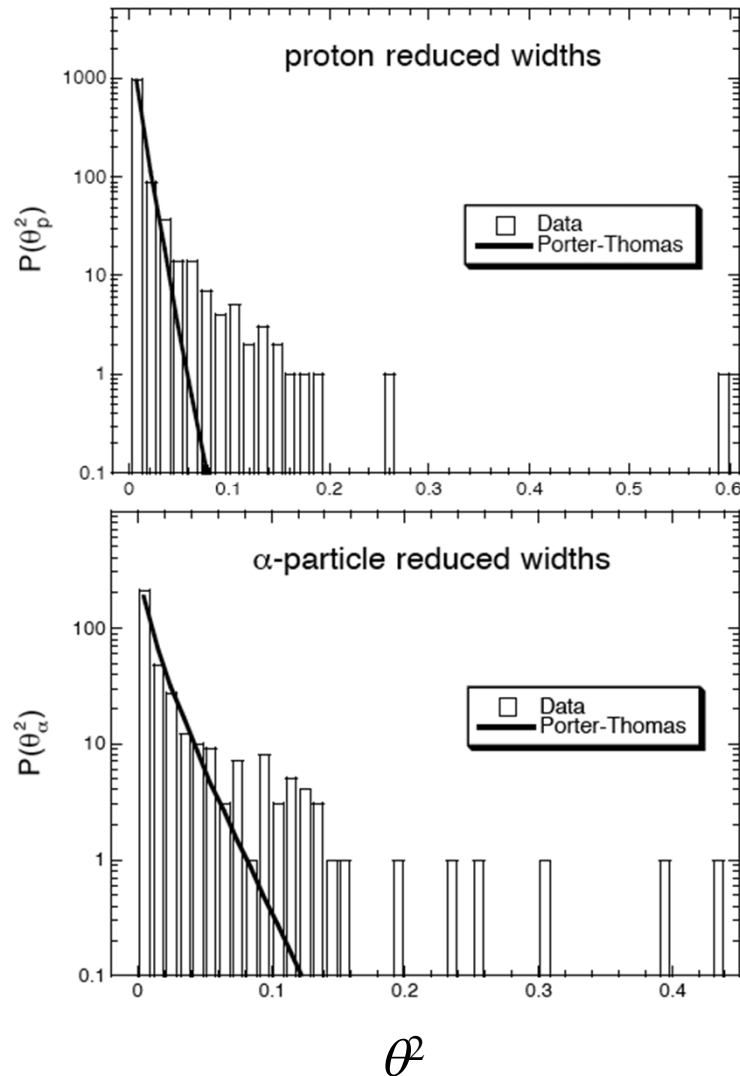 proton reduced widths
1000
100
10
1
0.1
P(θ²ₚ)
Data
Porter-Thomas
0 0.1 0.2 0.3 0.4 0.5 0.6
α-particle reduced widths
100
10
1
0.1
P(θ²α)
Data
Porter-Thomas
0 0.1 0.2 0.3 0.4
θ²